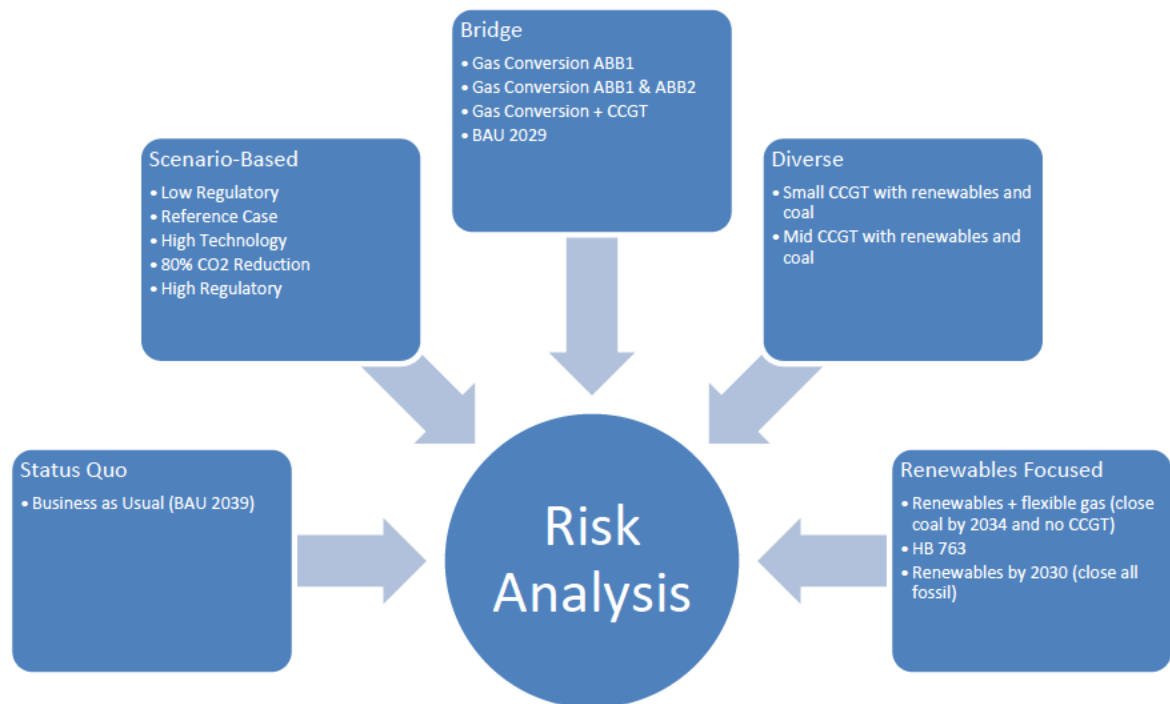 Bridge
• Gas Conversion ABB1
• Gas Conversion ABB1 & ABB2
• Gas Conversion + CCGT
• BAU 2029
Scenario-Based
• Low Regulatory
• Reference Case
• High Technology
• 80% CO2 Reduction
• High Regulatory
Diverse
• Small CCGT with renewables and
coal
• Mid CCGT with renewables and
coal
Status Quo
• Business as Usual (BAU 2039)
Risk
Analysis
Renewables Focused
• Renewables + flexible gas (close
coal by 2034 and no CCGT)
• HB 763
• Renewables by 2030 (close all
fossil)